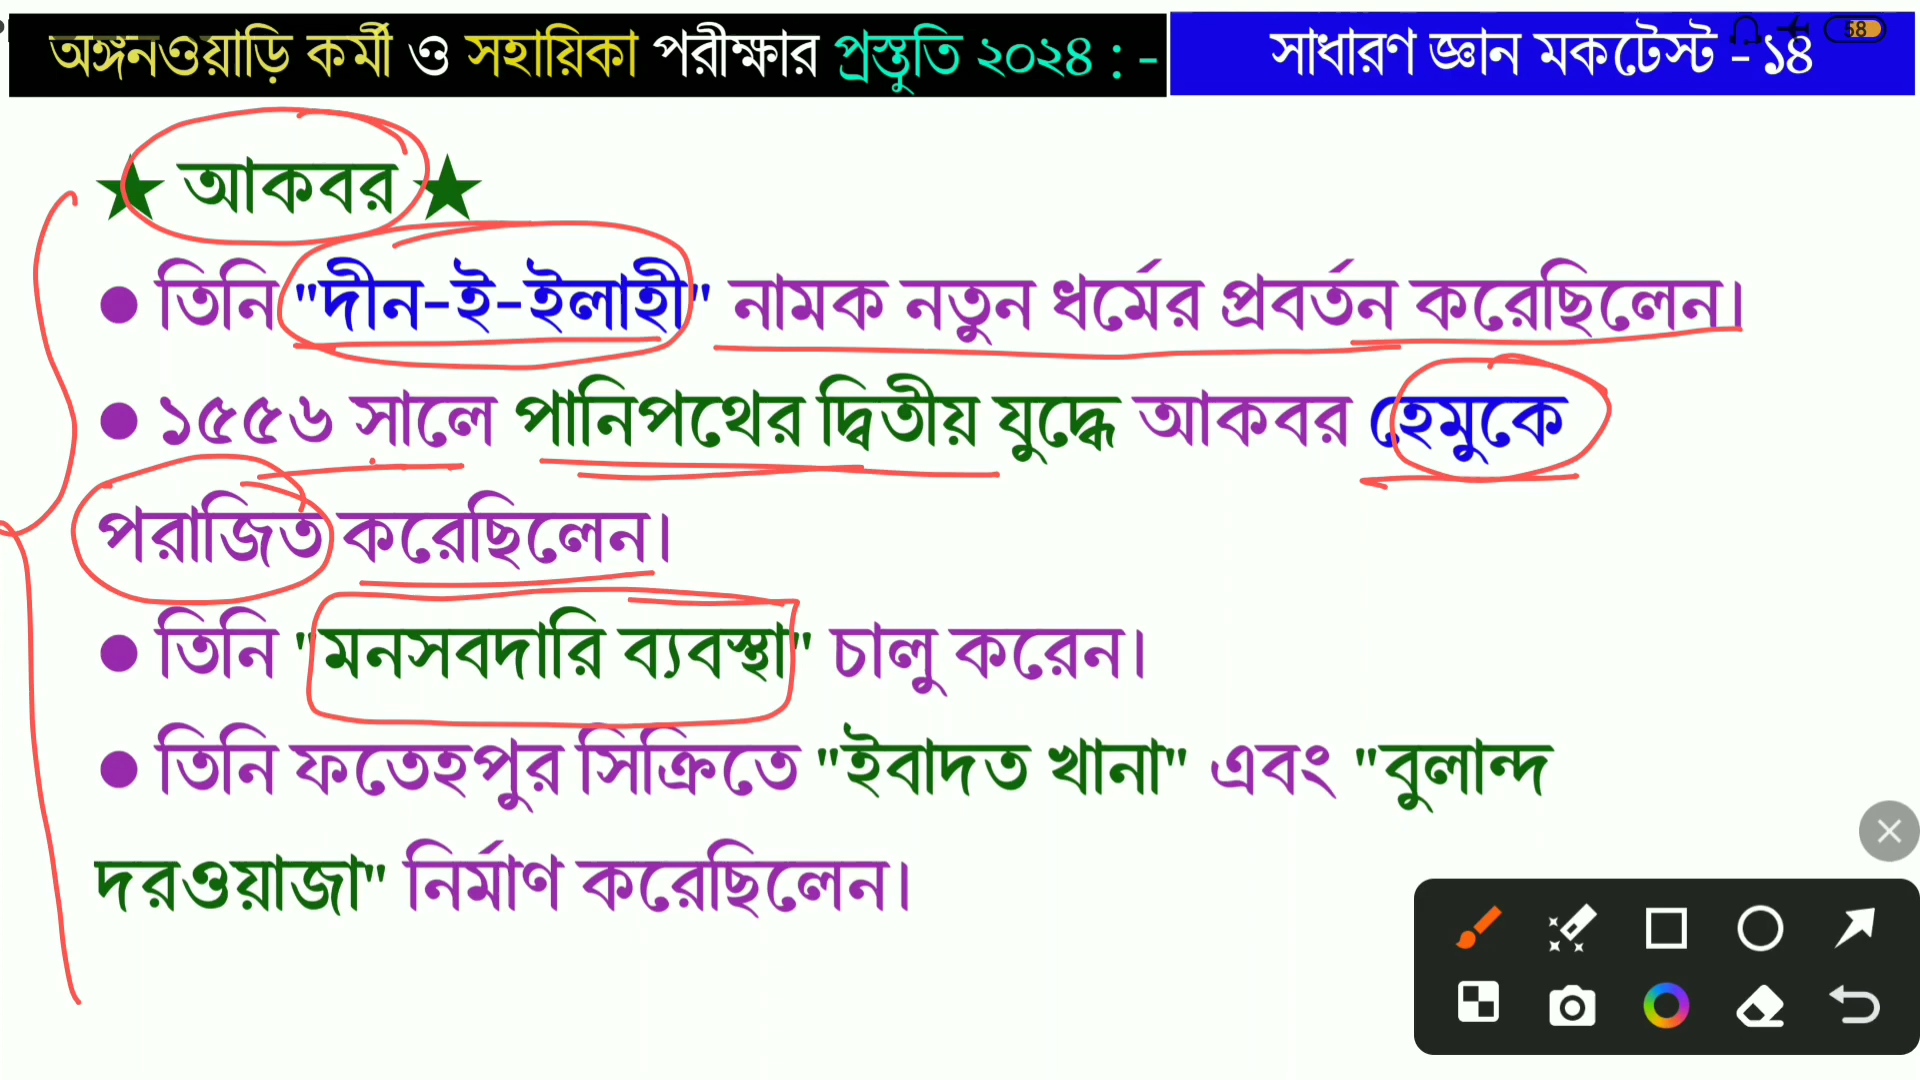 অঙ্গনওয়াড়ি কর্মী ও সহায়িকা পরীক্ষার প্রস্তুতি ২০২৪ : -
সাধারণ জ্ঞান মকটেস্ট - ১৪
58
★ আকবর ★
● তিনি "দীন-ই-ইলাহী" নামক নতুন ধর্মের প্রবর্তন করেছিলেন।
● ১৫৫৬ সালে পানিপথের দ্বিতীয় যুদ্ধে আকবর হেমুকে
পরাজিত করেছিলেন।
● তিনি "মনসবদারি ব্যবস্থা" চালু করেন।
● তিনি ফতেহপুর সিক্রিতে "ইবাদত খানা" এবং "বুলান্দ
দরওয়াজা" নির্মাণ করেছিলেন।